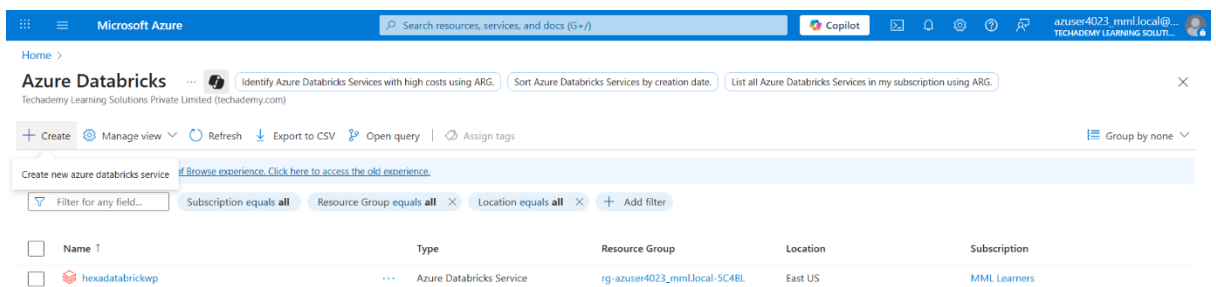 Microsoft Azure
Search resources, services, and docs (G+/)
Copilot
azuser4023_mml.local@...
TECHADEMY LEARNING SOLUTI...
Home >
Azure Databricks ...
Identify Azure Databricks Services with high costs using ARG.
Sort Azure Databricks Services by creation date.
List all Azure Databricks Services in my subscription using ARG.
Techademy Learning Solutions Private Limited (techademy.com)
+ Create Manage view Refresh Export to CSV Open query | Assign tags Group by none
Create new azure databricks service
of Browse experience. Click here to access the old experience.
Filter for any field... Subscription equals all Resource Group equals all × Location equals all × + Add filter
Name ↑ Type Resource Group Location Subscription
hexadatabrickwp ... Azure Databricks Service rg-azuser4023_mml.local-5C4BL East US MML Learners